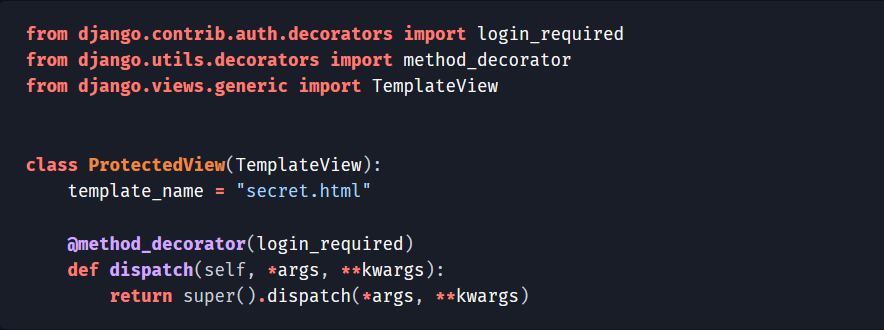 from django.contrib.auth.decorators import login_required
from django.utils.decorators import method_decorator
from django.views.generic import TemplateView
class ProtectedView(TemplateView):
    template_name = "secret.html"
    @method_decorator(login_required)
    def dispatch(self, *args, **kwargs):
        return super().dispatch(*args, **kwargs)